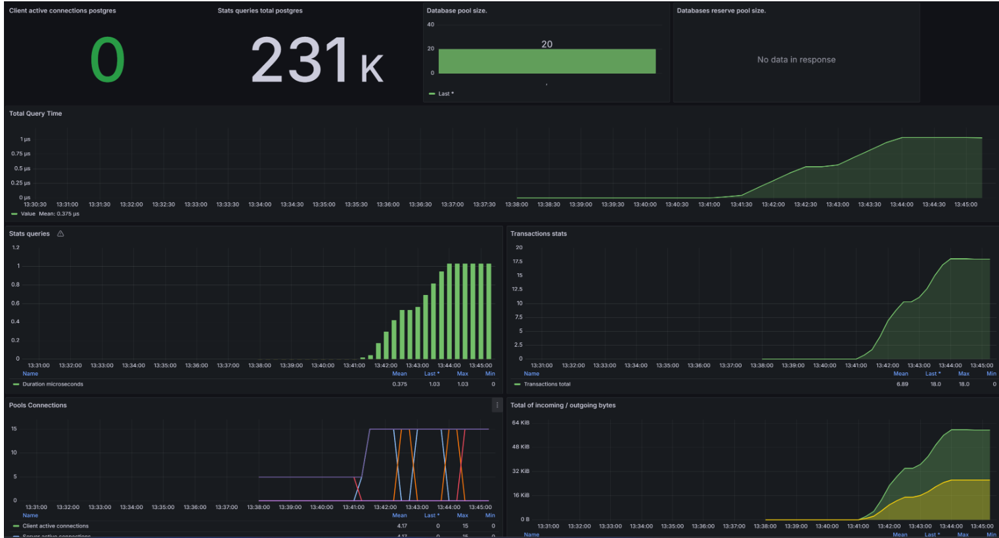 Client active connections postgres
0
Stats queries total postgres
231 K
Database pool size.
40
20
0
20
,
Last *
Databases reserve pool size.
No data in response
Total Query Time
1 µs
0.75 µs
0.5 µs
0.25 µs
0 µs
13:30:30 13:31:00 13:31:30 13:32:00 13:32:30 13:33:00 13:33:30 13:34:00 13:34:30 13:35:00 13:35:30 13:36:00 13:36:30 13:37:00 13:37:30 13:38:00 13:38:30 13:39:00 13:39:30 13:40:00 13:40:30 13:41:00 13:41:30 13:42:00 13:42:30 13:43:00 13:43:30 13:44:00 13:44:30 13:45:00
Value Mean: 0.375 µs
Stats queries
1.2
1
0.8
0.6
0.4
0.2
0
13:31:00 13:32:00 13:33:00 13:34:00 13:35:00 13:36:00 13:37:00 13:38:00 13:39:00 13:40:00 13:41:00 13:42:00 13:43:00 13:44:00 13:45:00
Name Mean Last * Max Min
Duration microseconds 0.375 1.03 1.03 0
Transactions stats
20
17.5
15
12.5
10
7.5
5
2.5
0
13:31:00 13:32:00 13:33:00 13:34:00 13:35:00 13:36:00 13:37:00 13:38:00 13:39:00 13:40:00 13:41:00 13:42:00 13:43:00 13:44:00 13:45:00
Name Mean Last * Max Min
Transactions total 6.89 18.0 18.0 0
Pools Connections
15
10
5
0
13:31:00 13:32:00 13:33:00 13:34:00 13:35:00 13:36:00 13:37:00 13:38:00 13:39:00 13:40:00 13:41:00 13:42:00 13:43:00 13:44:00 13:45:00
Name Mean Last * Max Min
Client active connections 4.17 0 15 0
Server active connections 4.17 0 15 0
Total of incoming / outgoing bytes
64 KiB
48 KiB
32 KiB
16 KiB
0 B
13:31:00 13:32:00 13:33:00 13:34:00 13:35:00 13:36:00 13:37:00 13:38:00 13:39:00 13:40:00 13:41:00 13:42:00 13:43:00 13:44:00 13:45:00
Name Mean Last * Max Min